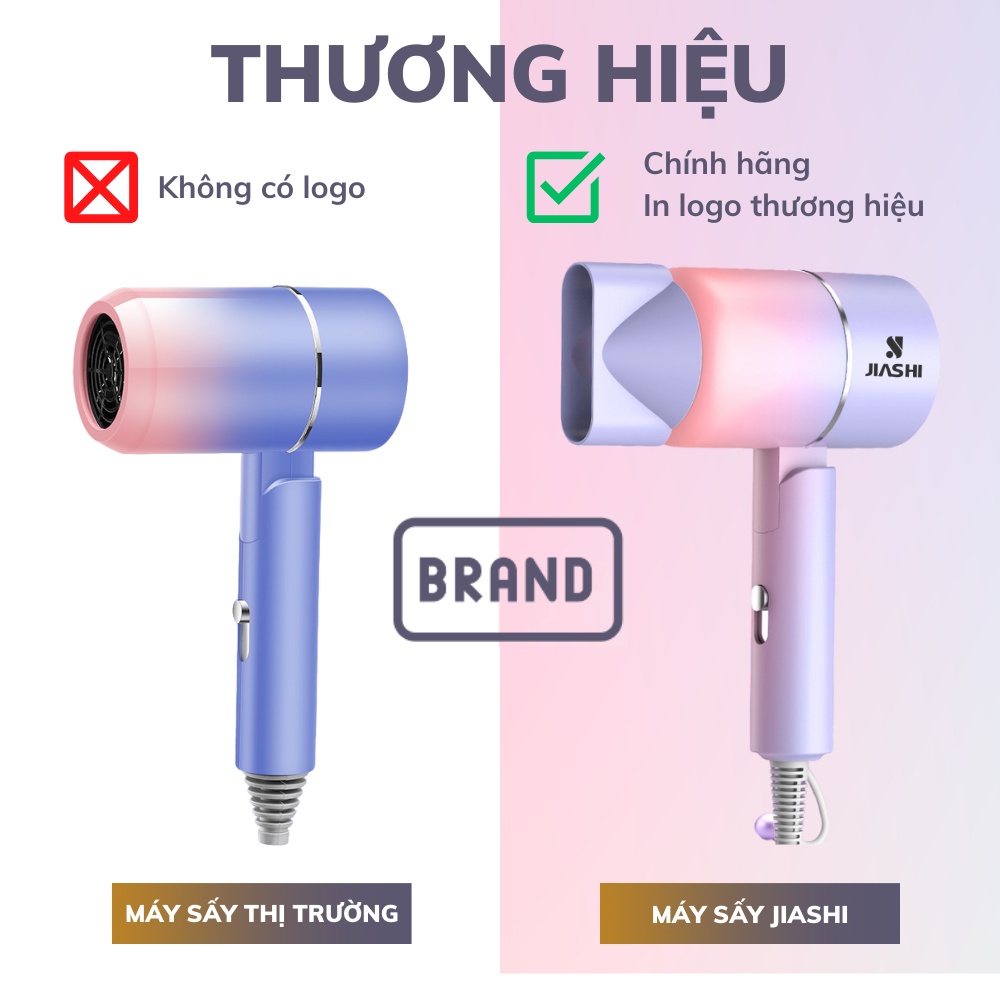 THƯƠNG HIỆU
Không có logo
Chính hãng
In logo thương hiệu
JIASHI
BRAND
MÁY SẤY THỊ TRƯỜNG
MÁY SẤY JIASHI